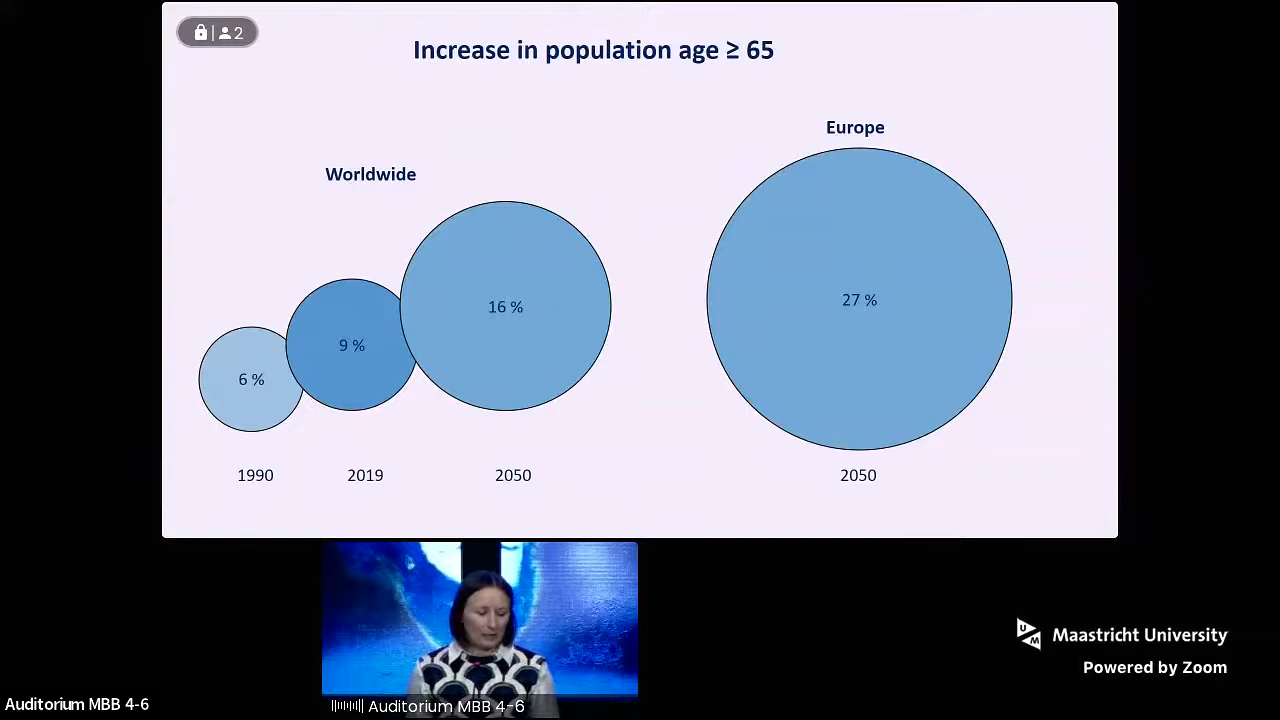 2
Increase in population age ≥ 65
Europe
Worldwide
27 %
16 %
9 %
6 %
1990 2019 2050 2050
UM Maastricht University
Powered by Zoom
Auditorium MBB 4-6
Auditorium MBB 4-6